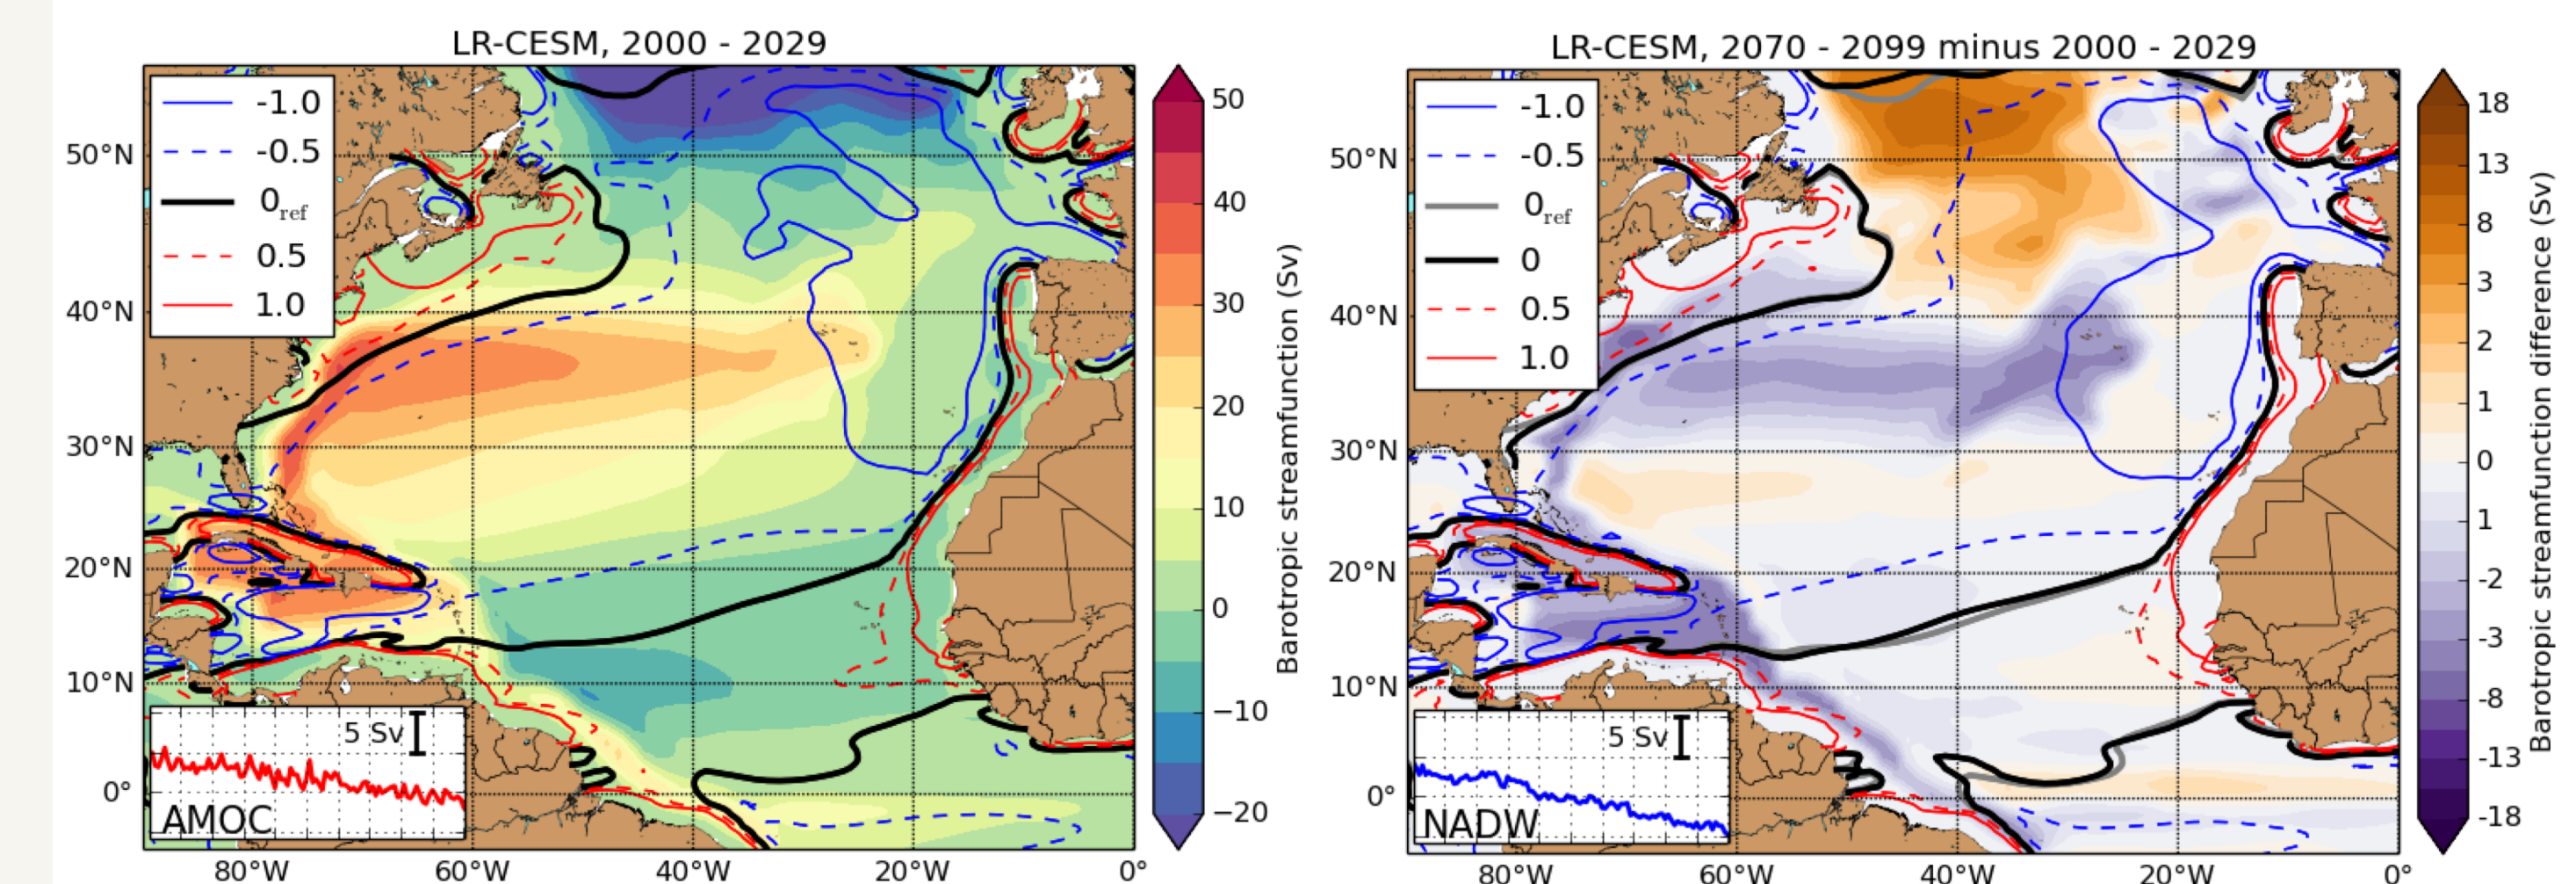 LR-CESM, 2000 - 2029
-1.0
-0.5
0ref
0.5
1.0
50°N
40°N
30°N
20°N
10°N
0°
80°W
60°W
40°W
20°W
0°
5 Sv
AMOC
50
40
30
20
10
0
−10
−20
Barotropic streamfunction (Sv)
LR-CESM, 2070 - 2099 minus 2000 - 2029
-1.0
-0.5
0ref
0
0.5
1.0
50°N
40°N
30°N
20°N
10°N
0°
80°W
60°W
40°W
20°W
0°
5 Sv
NADW
18
13
8
3
2
1
0
-1
-2
-3
-8
-13
-18
Barotropic streamfunction difference (Sv)